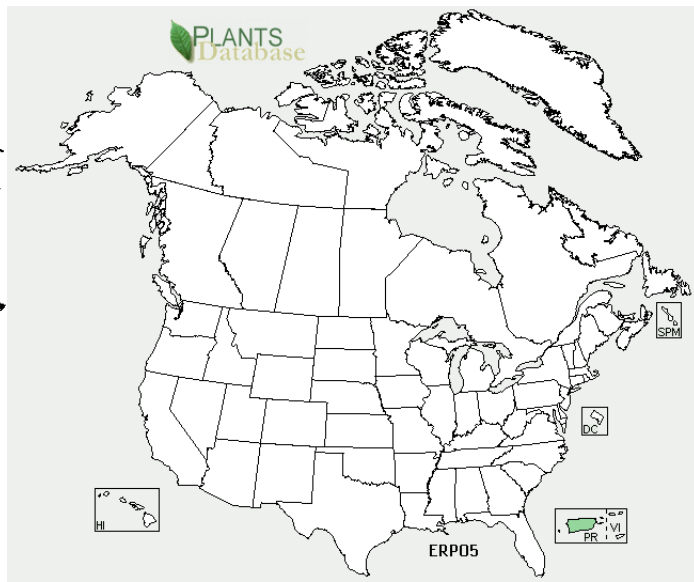 PLANTS
Database
SPM
DC
HI
PR
VI
ERPO5